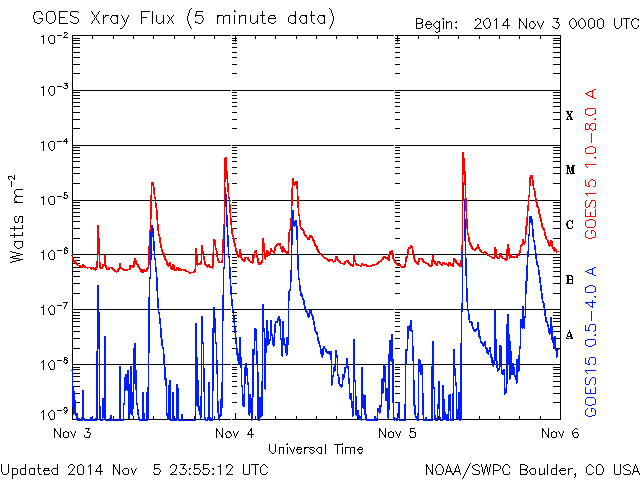 GOES Xray Flux (5 minute data)
Begin: 2014 Nov 3 0000 UTC
10-2
10-3
10-4
10-5
10-6
10-7
10-8
10-9
Watts m-2
X
M
C
B
A
GOES15 1.0-8.0 A
GOES15 0.5-4.0 A
Nov 3
Nov 4
Nov 5
Nov 6
Universal Time
Updated 2014 Nov 5 23:55:12 UTC
NOAA/SWPC Boulder, CO USA